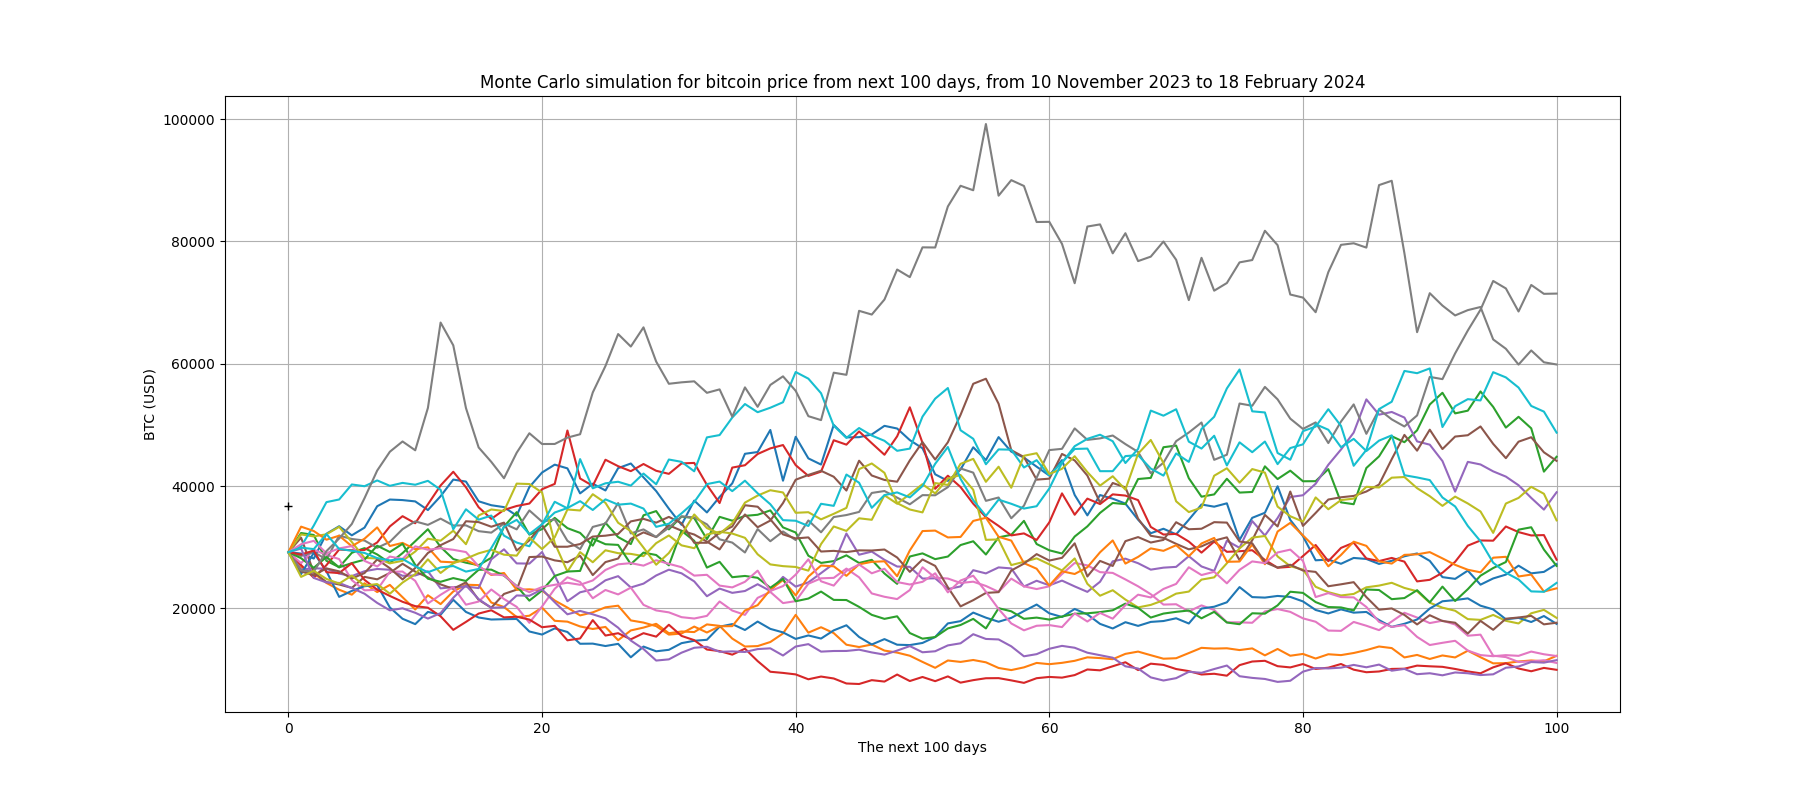 Monte Carlo simulation for bitcoin price from next 100 days, from 10 November 2023 to 18 February 2024
100000
80000
60000
40000
20000
BTC (USD)
0 20 40 60 80 100
The next 100 days